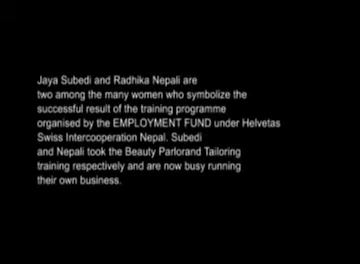 Jaya Subedi and Radhika Nepali are
two among the many women who symbolize the
successful result of the training programme
organised by the EMPLOYMENT FUND under Helvetas
Swiss Intercooperation Nepal. Subedi
and Nepali took the Beauty Parlorand Tailoring
training respectively and are now busy running
their own business.